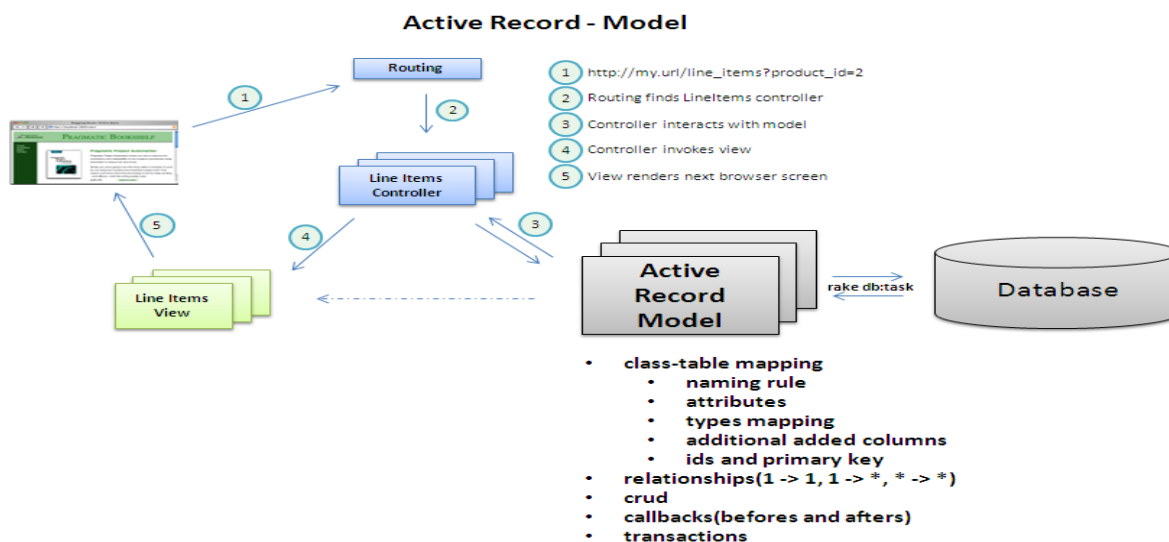 Active Record - Model
Routing
1 http://my.url/line_items?product_id=2
2 Routing finds LineItems controller
3 Controller interacts with model
4 Controller invokes view
5 View renders next browser screen
1
2
PRAGMATIC BOOKSHELF
Line Items
Controller
5
4
3
Line Items
View
Active
Record
Model
rake db:task
Database
• class-table mapping
• naming rule
• attributes
• types mapping
• additional added columns
• ids and primary key
• relationships(1 -> 1, 1 -> *, * -> *)
• crud
• callbacks(befores and afters)
• transactions